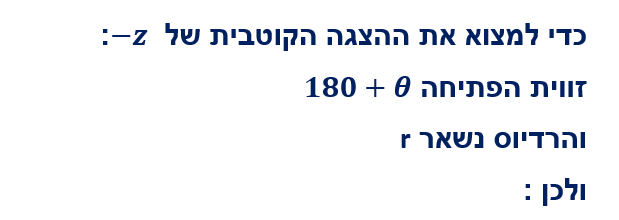 כדי למצוא את ההצגה הקוטבית של −z:
זווית הפתיחה 180 + θ
והרדיוס נשאר r
ולכן :